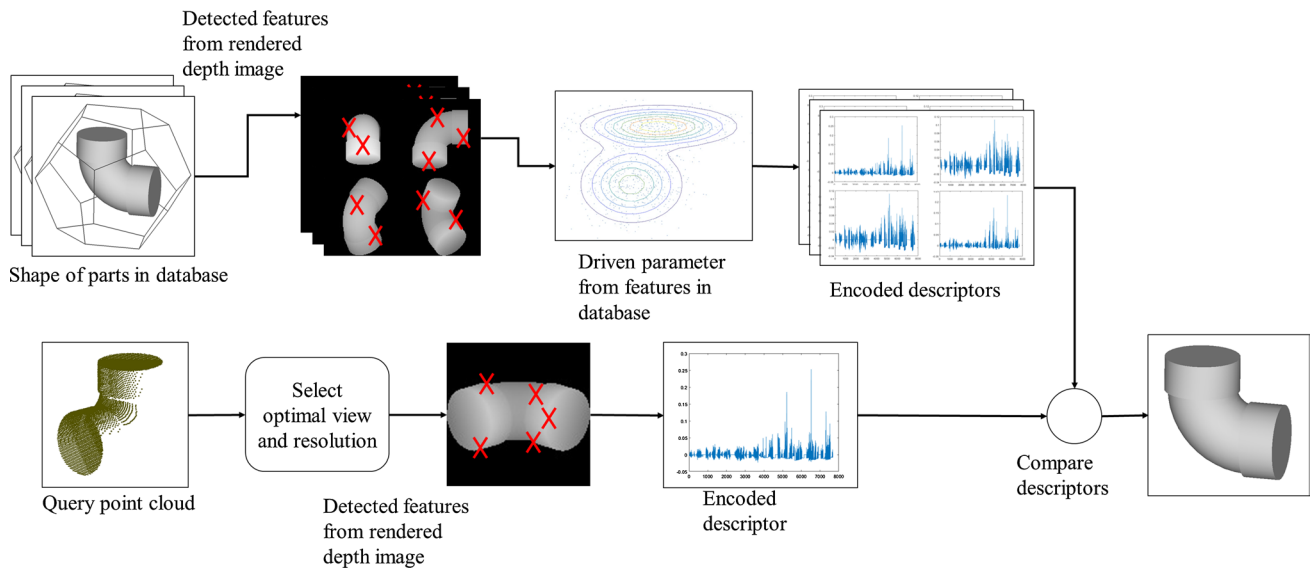 Detected features
from rendered
depth image
Shape of parts in database
Driven parameter
from features in
database
Encoded descriptors
Query point cloud
Select
optimal view
and resolution
Detected features
from rendered
depth image
0.3
0.25
0.2
0.15
0.1
0.05
0
-0.05
0 1000 2000 3000 4000 5000 6000 7000 8000
Encoded
descriptor
Compare
descriptors